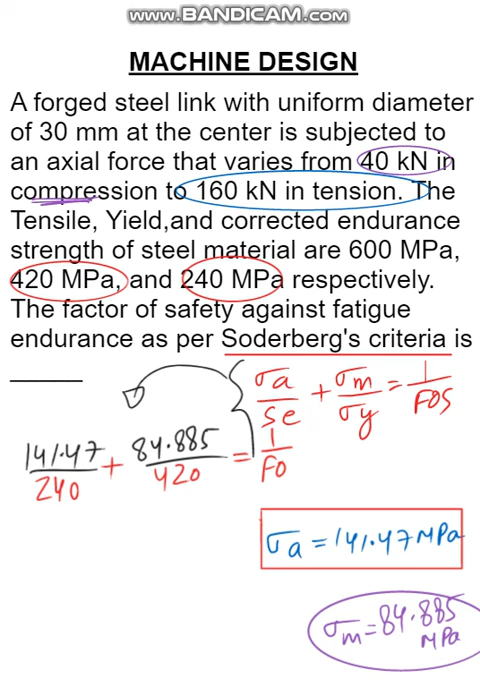 www.BANDICAM.com
MACHINE DESIGN
A forged steel link with uniform diameter
of 30 mm at the center is subjected to
an axial force that varies from 40 kN in
compression to 160 kN in tension. The
Tensile, Yield,and corrected endurance
strength of steel material are 600 MPa,
420 MPa, and 240 MPa respectively.
The factor of safety against fatigue
endurance as per Soderberg's criteria is
______
σa/Se + σm/σy = 1/FOS
141.47/240 + 84.885/420 = 1/FO
σa = 141.47 MPa
σm = 84.885
MPa